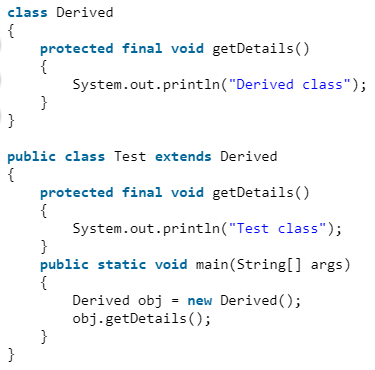 class Derived
{
    protected final void getDetails()
    {
        System.out.println("Derived class");
    }
}

public class Test extends Derived
{
    protected final void getDetails()
    {
        System.out.println("Test class");
    }
    public static void main(String[] args)
    {
        Derived obj = new Derived();
        obj.getDetails();
    }
}